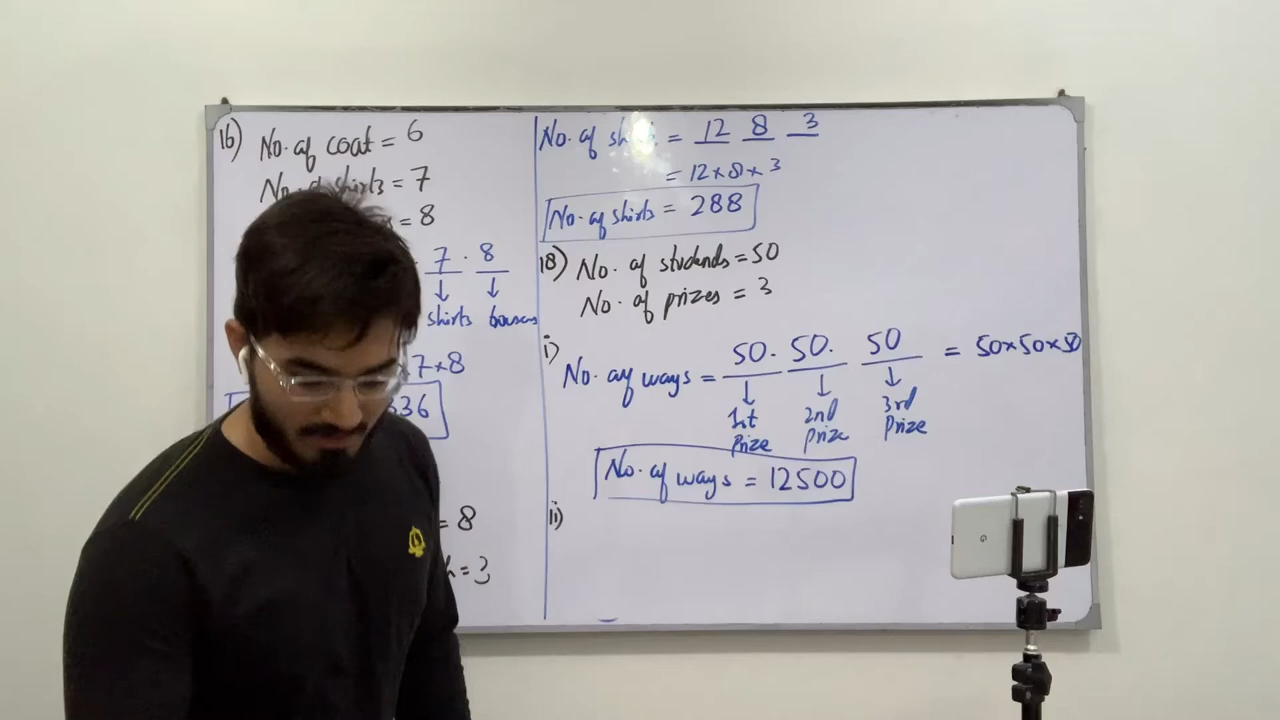 16) No. of coat = 6
No. of shirts = 7
= 8
7 . 8
shirts
×7×8
336
= 8
= 3
No. of = 12 8 3
= 12×8×3
No. of shirts = 288
18) No. of students = 50
No. of prizes = 3
i)
No. of ways = 50. 50. 50 = 50×50×50
1st Prize 2nd prize 3rd Prize
No. of ways = 12500
ii)